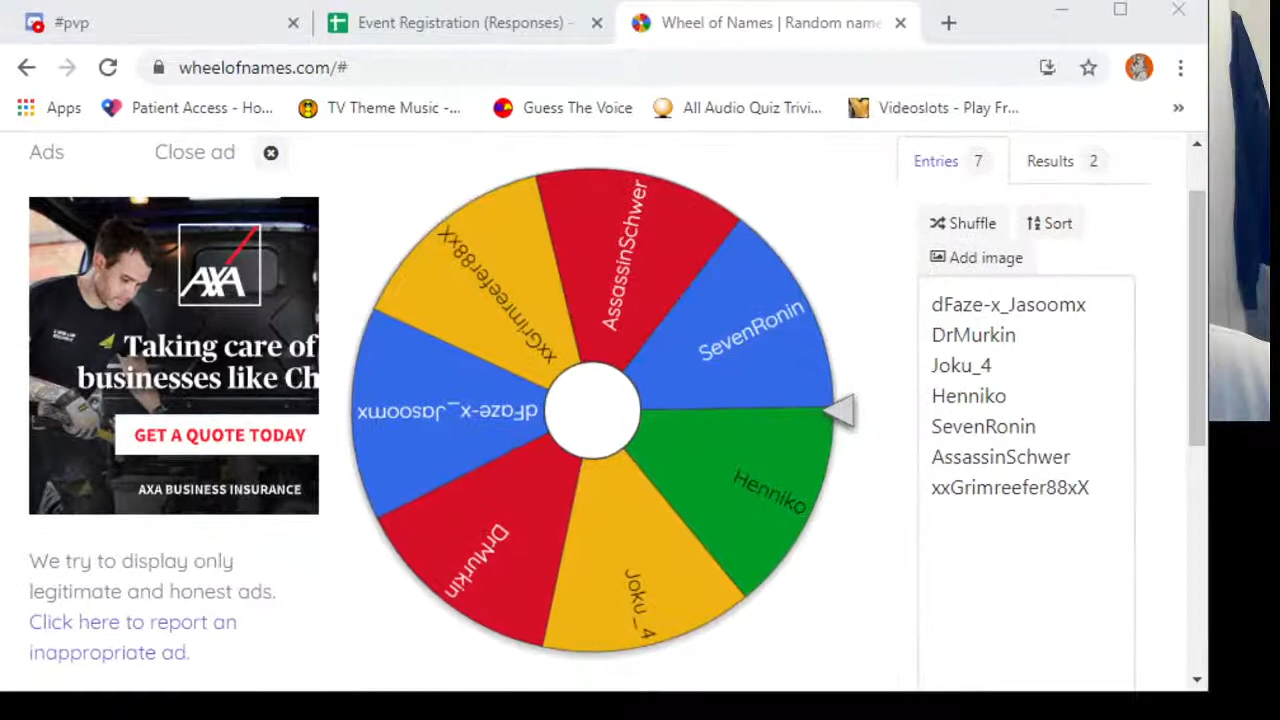 #pvp
Event Registration (Responses) -
Wheel of Names | Random name
wheelofnames.com/#
Apps
Patient Access - Ho...
TV Theme Music -...
Guess The Voice
All Audio Quiz Trivi...
Videoslots - Play Fr...
»
Ads
Close ad
AXA
Taking care of
businesses like Ch
GET A QUOTE TODAY
AXA BUSINESS INSURANCE
We try to display only
legitimate and honest ads.
Click here to report an
inappropriate ad.
AssassinSchwer
SevenRonin
Henniko
Joku_4
DrMurkin
dFaze-x_Jasoomx
xxGrimreefer88xX
Entries 7
Results 2
Shuffle
Sort
Add image
dFaze-x_Jasoomx
DrMurkin
Joku_4
Henniko
SevenRonin
AssassinSchwer
xxGrimreefer88xX